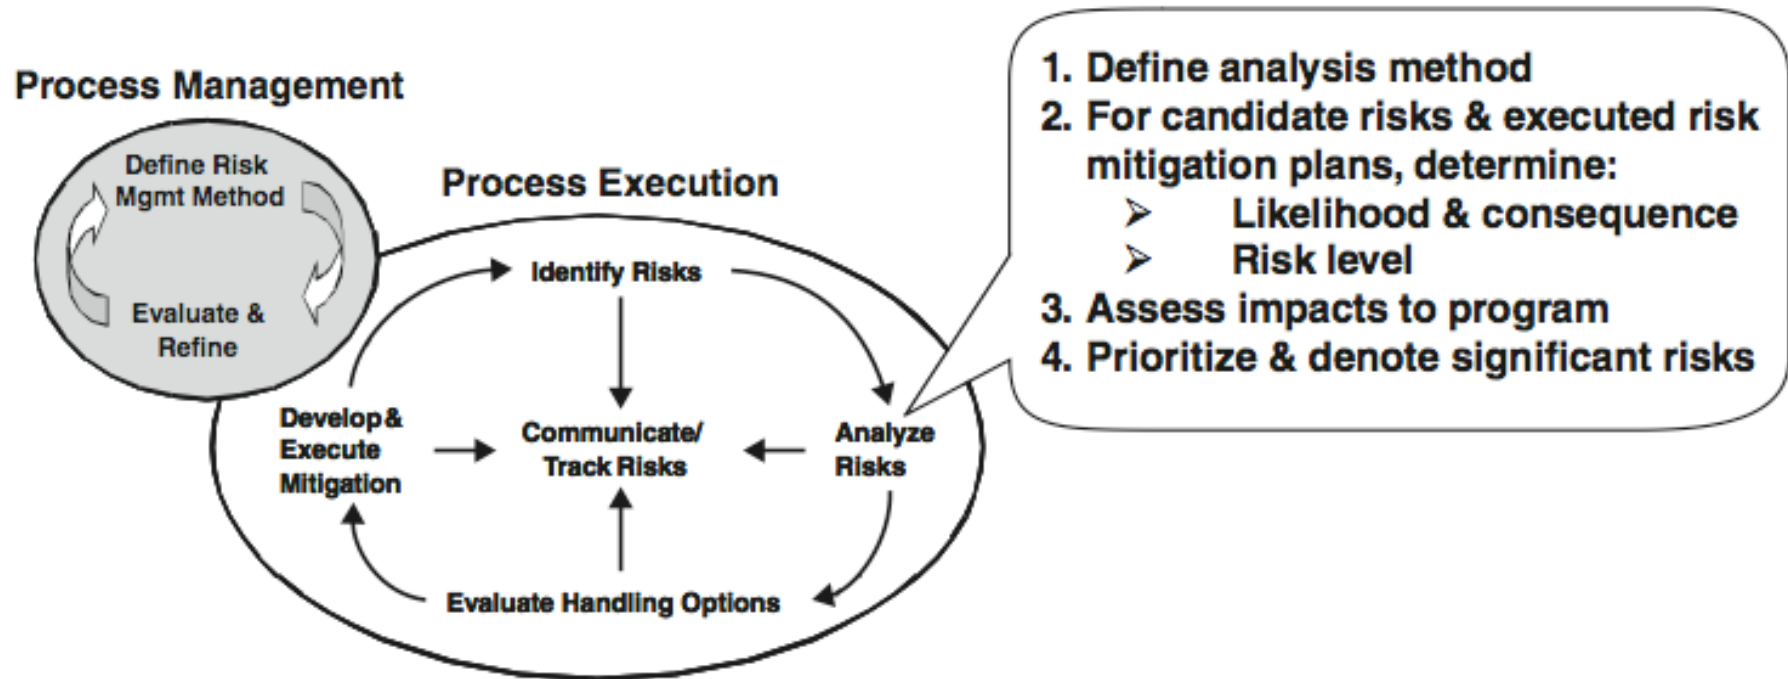 Process Management
Define Risk
Mgmt Method
Evaluate &
Refine
Process Execution
Identify Risks
Develop &
Execute
Mitigation
Communicate/
Track Risks
Analyze
Risks
Evaluate Handling Options
1. Define analysis method
2. For candidate risks & executed risk
mitigation plans, determine:
➢ Likelihood & consequence
➢ Risk level
3. Assess impacts to program
4. Prioritize & denote significant risks